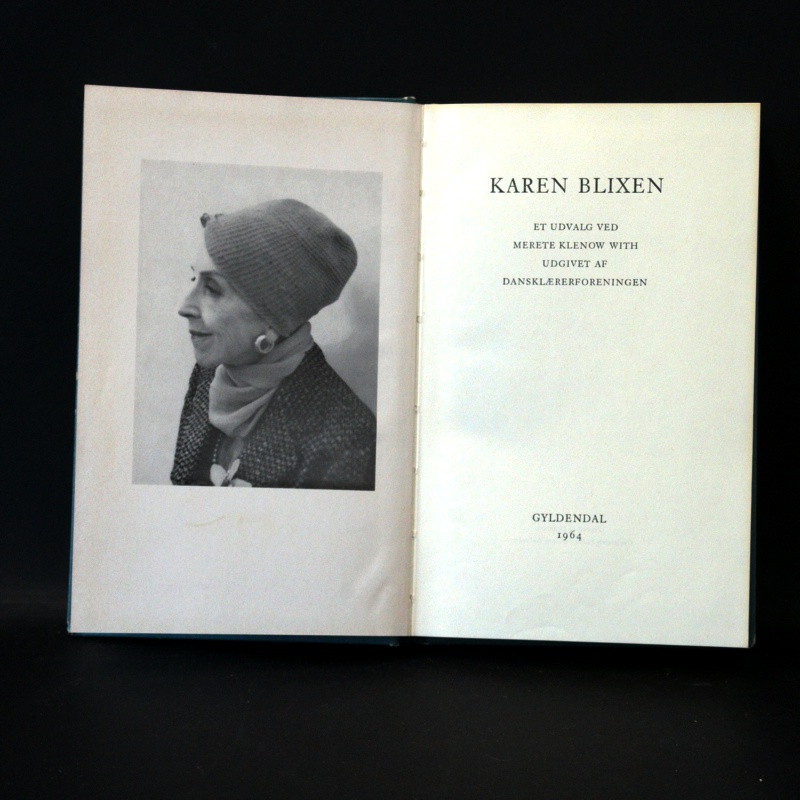 KAREN BLIXEN
ET UDVALG VED
MERETE KLENOW WITH
UDGIVET AF
DANSKLÆRERFORENINGEN
GYLDENDAL
1964